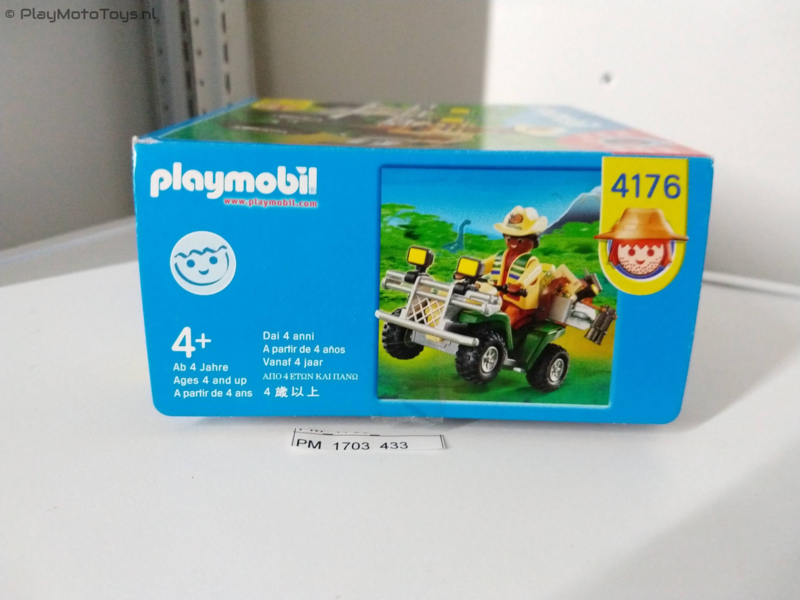 © PlayMotoToys.nl
playmobil
www.playmobil.com
4176
4+
Ab 4 Jahre
Ages 4 and up
A partir de 4 ans
Dai 4 anni
A partir de 4 años
Vanaf 4 jaar
ΑΠΟ 4 ΕΤΩΝ ΚΑΙ ΠΑΝΩ
4 歳以上
PM 1703 433